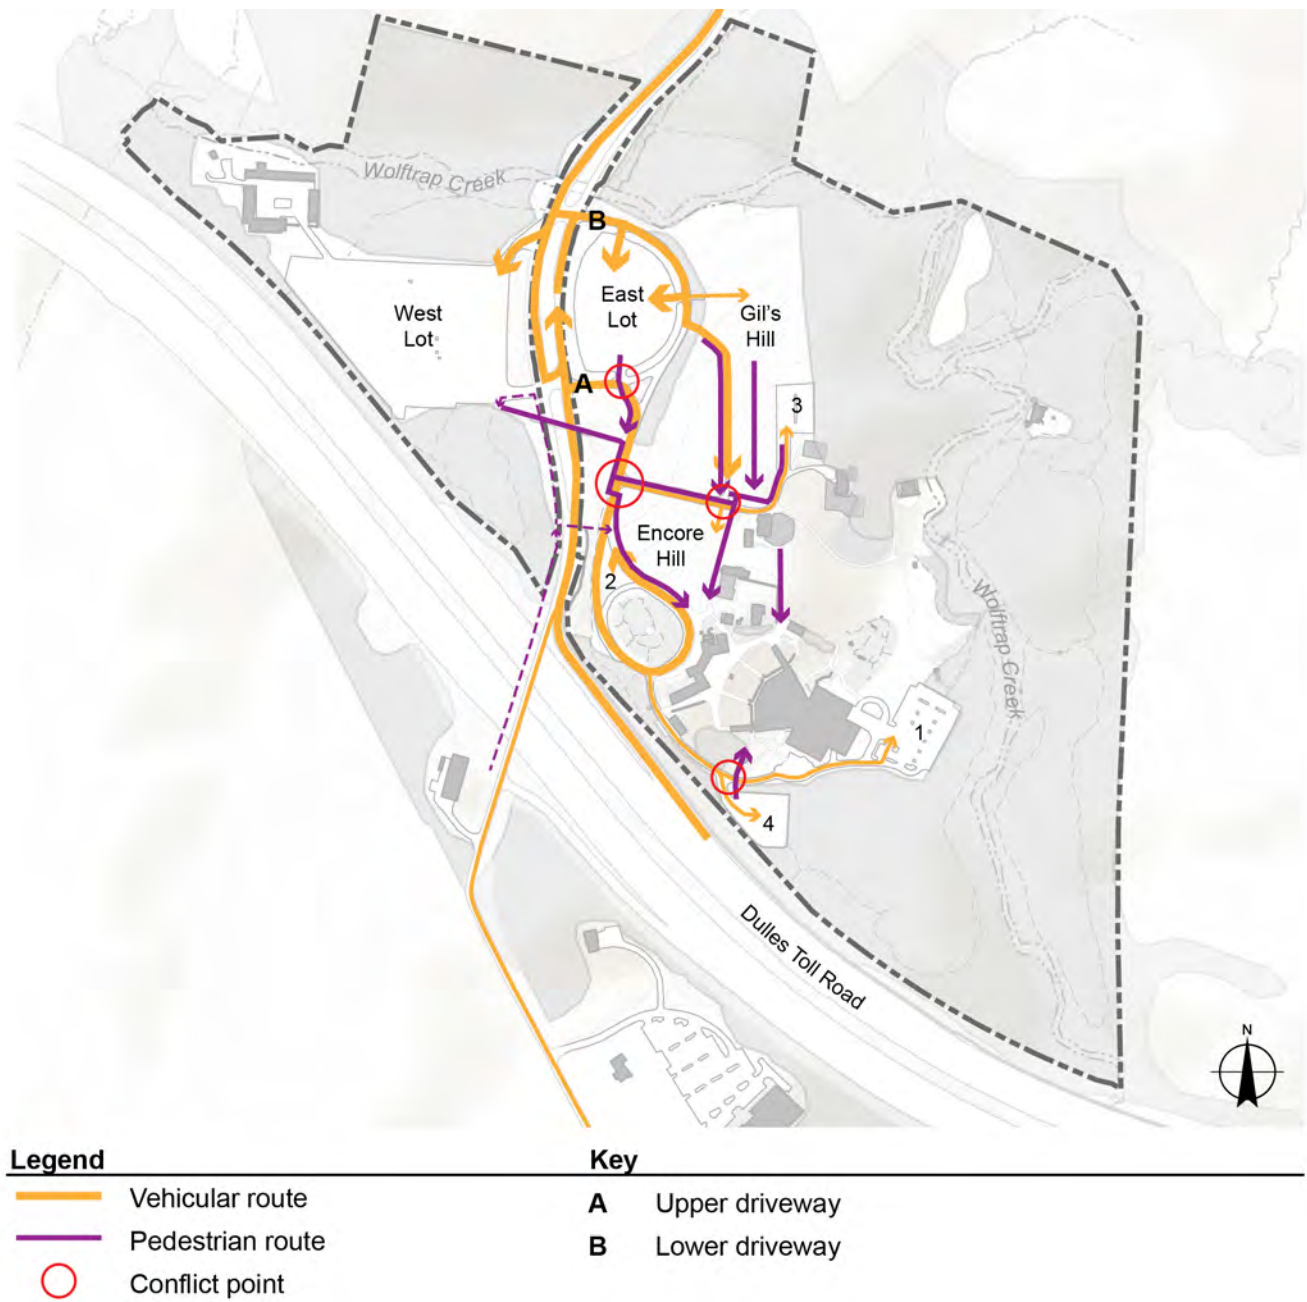 Wolftrap Creek
B
East
Lot
West
Lot
Gil's
Hill
A
3
Encore
Hill
2
Wolftrap Creek
1
4
Dulles Toll Road
N
Legend
Key
Vehicular route
A Upper driveway
Pedestrian route
B Lower driveway
Conflict point